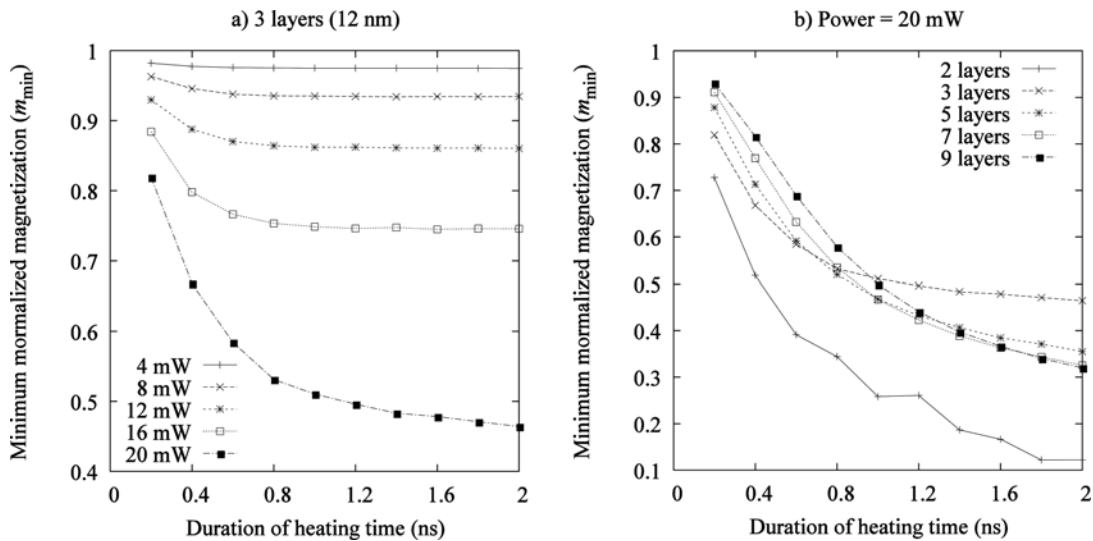 a) 3 layers (12 nm)
Minimum mormalized magnetization (mmin)
1
0.9
0.8
0.7
0.6
0.5
0.4
4 mW
8 mW
12 mW
16 mW
20 mW
0 0.4 0.8 1.2 1.6 2
Duration of heating time (ns)
b) Power = 20 mW
Minimum mormalized magnetization (mmin)
1
0.9
0.8
0.7
0.6
0.5
0.4
0.3
0.2
0.1
2 layers
3 layers
5 layers
7 layers
9 layers
0 0.4 0.8 1.2 1.6 2
Duration of heating time (ns)